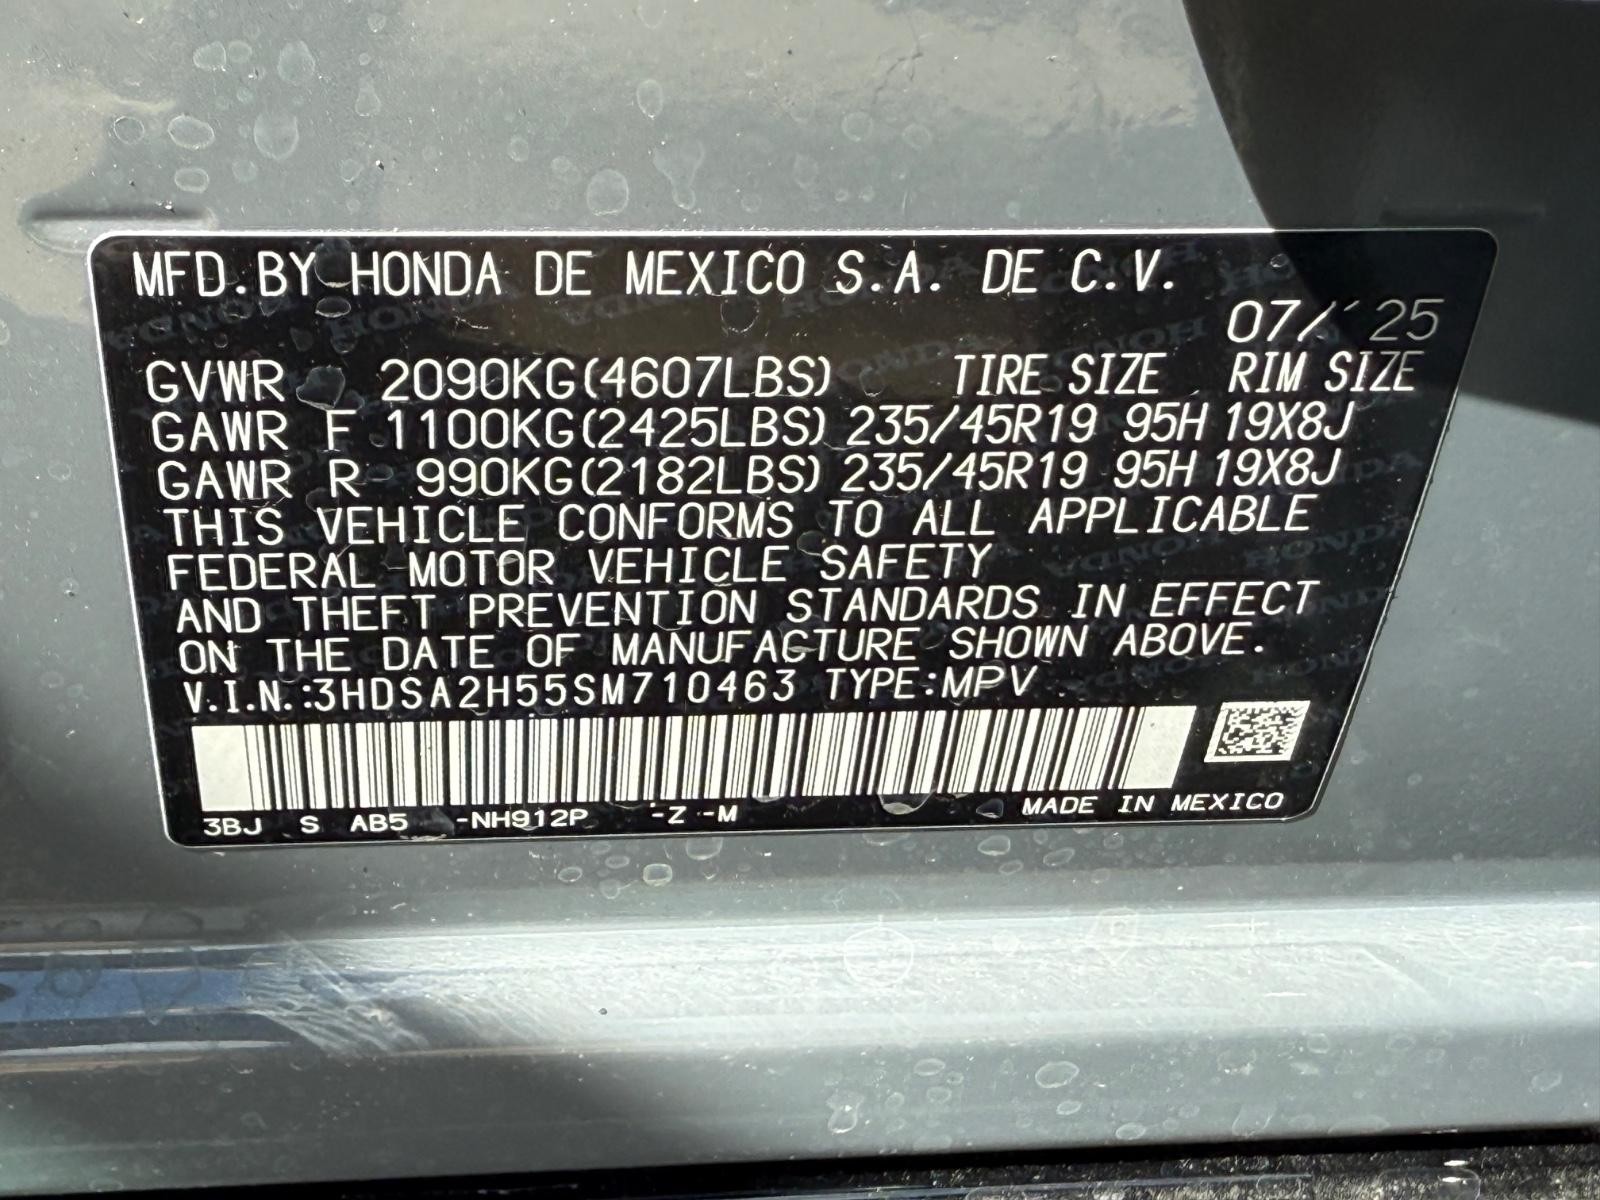 MFD.BY HONDA DE MEXICO S.A. DE C.V.
07/'25
GVWR 2090KG(4607LBS) TIRE SIZE RIM SIZE
GAWR F 1100KG(2425LBS) 235/45R19 95H 19X8J
GAWR R 990KG(2182LBS) 235/45R19 95H 19X8J
THIS VEHICLE CONFORMS TO ALL APPLICABLE
FEDERAL MOTOR VEHICLE SAFETY
AND THEFT PREVENTION STANDARDS IN EFFECT
ON THE DATE OF MANUFACTURE SHOWN ABOVE.
V.I.N.:3HDSA2H55SM710463 TYPE:MPV
3BJ S AB5 -NH912P -Z -M MADE IN MEXICO